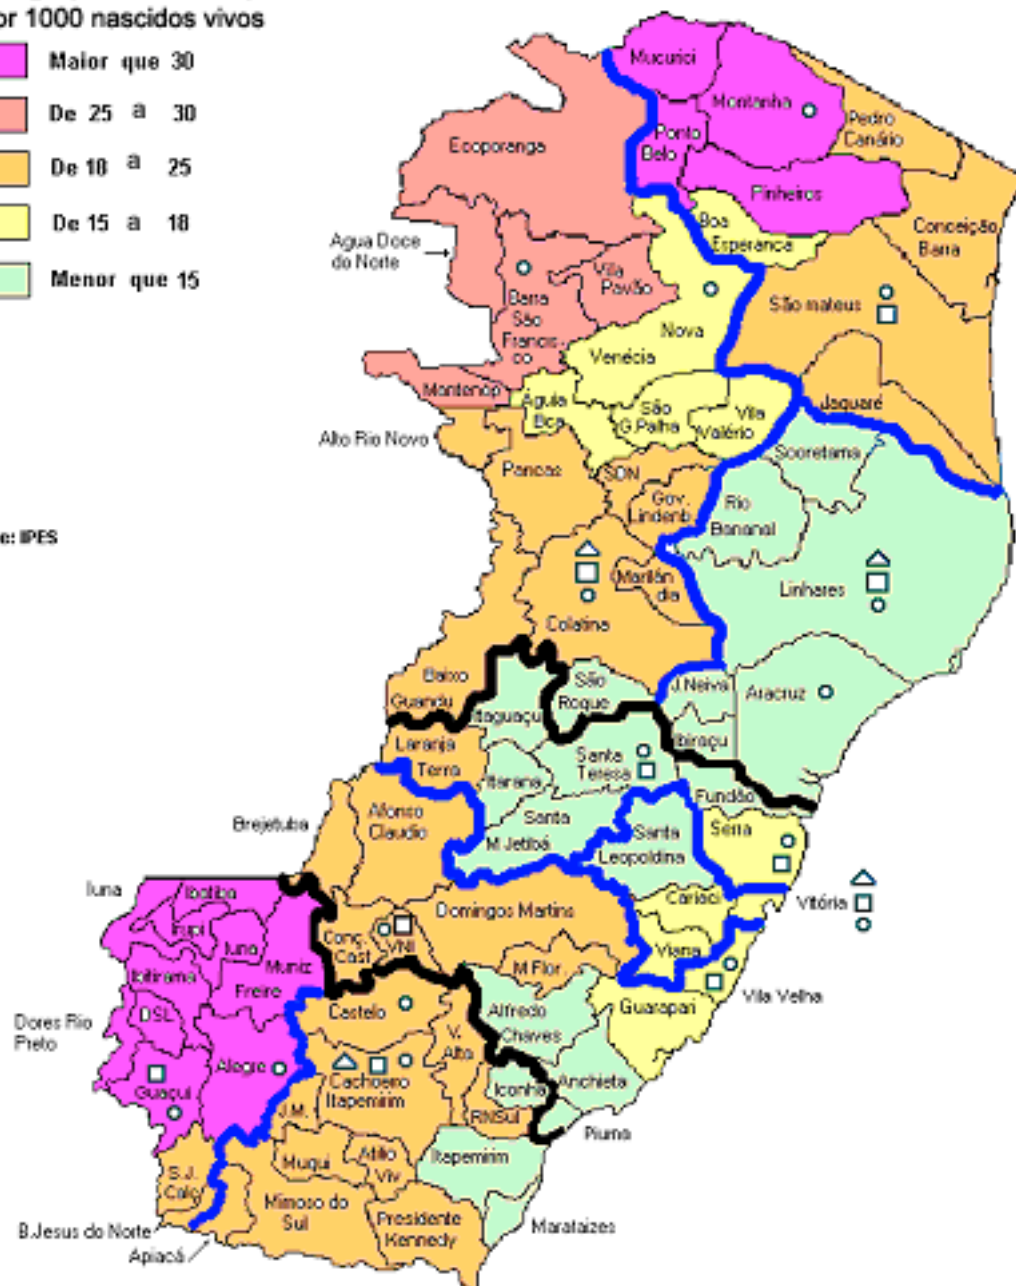 or 1000 nascidos vivos
Maior que 30
De 25 a 30
De 18 a 25
De 15 a 18
Menor que 15
e: IPES
Mucurici
Montanha
Pedro
Canário
Ecoporanga
Ponto
Belo
Pinheiros
Boa
Esperança
Conceição
Barra
Agua Doce
do Norte
Vila
Pavão
Barra
São
Francis
co
São mateus
Nova
Venécia
Mantenop
Águia
Bca
São
G.Palha
Vila
Valério
Jaguaré
Alto Rio Novo
Sooretama
Pancas
SDN
Gov.
Lindenb.
Rio
Bananal
Marilân
dia
Linhares
Colatina
Baixo
Guandu
São
Roque
J.Neiva
Aracruz
Itaguaçu
Ibiraçu
Laranja
Terra
Santa
Teresa
Itarana
Fundão
Afonso
Claudio
Santa
M Jetibá
Santa
Leopoldina
Serra
Brejetuba
Iuna
Ibatiba
Cariaci
Vitória
Irupi
Iuna
Domingos Martins
Conç.
Cast
VNI
Viana
Ibitirama
Muniz
Freire
M Flor.
Vila Velha
Guarapari
DSL
Castelo
Alfredo
Chaves
Dores Rio
Preto
V.
Alta
Alegre
Guaçui
Cachoeiro
Itapemirim
Iconha
Anchieta
J.M.
RNSul
Piuma
Muqui
Atilio
Viv
Itapemirim
S.J.
Calç
Mimoso do
Sul
Presidente
Kennedy
Marataizes
B.Jesus do Norte
Apiacá